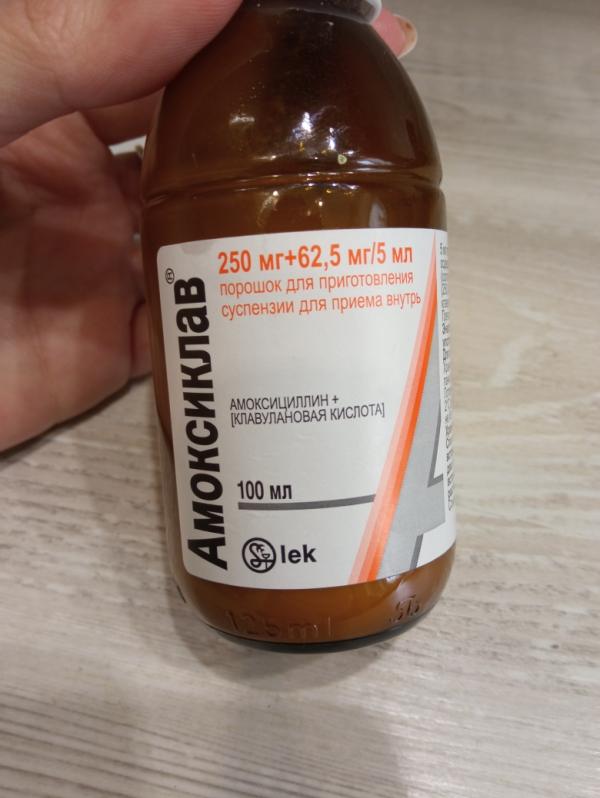 Амоксиклав®
250 мг+62,5 мг/5 мл
порошок для приготовления
суспензии для приема внутрь
АМОКСИЦИЛЛИН +
[КЛАВУЛАНОВАЯ КИСЛОТА]
100 мл
lek
125ml